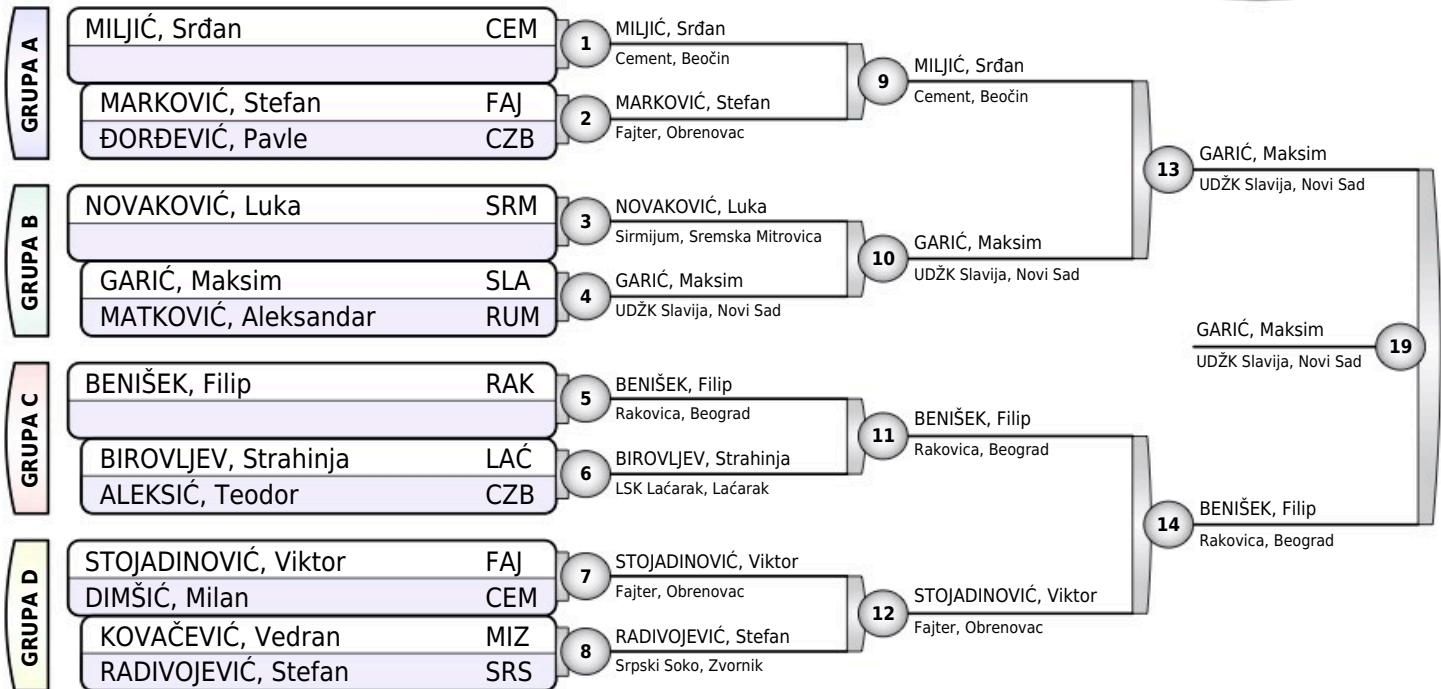 GRUPA A
MILJIĆ, Srđan CEM
MARKOVIĆ, Stefan FAJ
ĐORĐEVIĆ, Pavle CZB
GRUPA B
NOVAKOVIĆ, Luka SRM
GARIĆ, Maksim SLA
MATKOVIĆ, Aleksandar RUM
GRUPA C
BENIŠEK, Filip RAK
BIROVLJEV, Strahinja LAĆ
ALEKSIĆ, Teodor CZB
GRUPA D
STOJADINOVIĆ, Viktor FAJ
DIMŠIĆ, Milan CEM
KOVAČEVIĆ, Vedran MIZ
RADIVOJEVIĆ, Stefan SRS
1
MILJIĆ, Srđan
Cement, Beočin
2
MARKOVIĆ, Stefan
Fajter, Obrenovac
3
NOVAKOVIĆ, Luka
Sirmijum, Sremska Mitrovica
4
GARIĆ, Maksim
UDŽK Slavija, Novi Sad
5
BENIŠEK, Filip
Rakovica, Beograd
6
BIROVLJEV, Strahinja
LSK Laćarak, Laćarak
7
STOJADINOVIĆ, Viktor
Fajter, Obrenovac
8
RADIVOJEVIĆ, Stefan
Srpski Soko, Zvornik
9
MILJIĆ, Srđan
Cement, Beočin
10
GARIĆ, Maksim
UDŽK Slavija, Novi Sad
11
BENIŠEK, Filip
Rakovica, Beograd
12
STOJADINOVIĆ, Viktor
Fajter, Obrenovac
13
GARIĆ, Maksim
UDŽK Slavija, Novi Sad
14
BENIŠEK, Filip
Rakovica, Beograd
GARIĆ, Maksim
UDŽK Slavija, Novi Sad
19